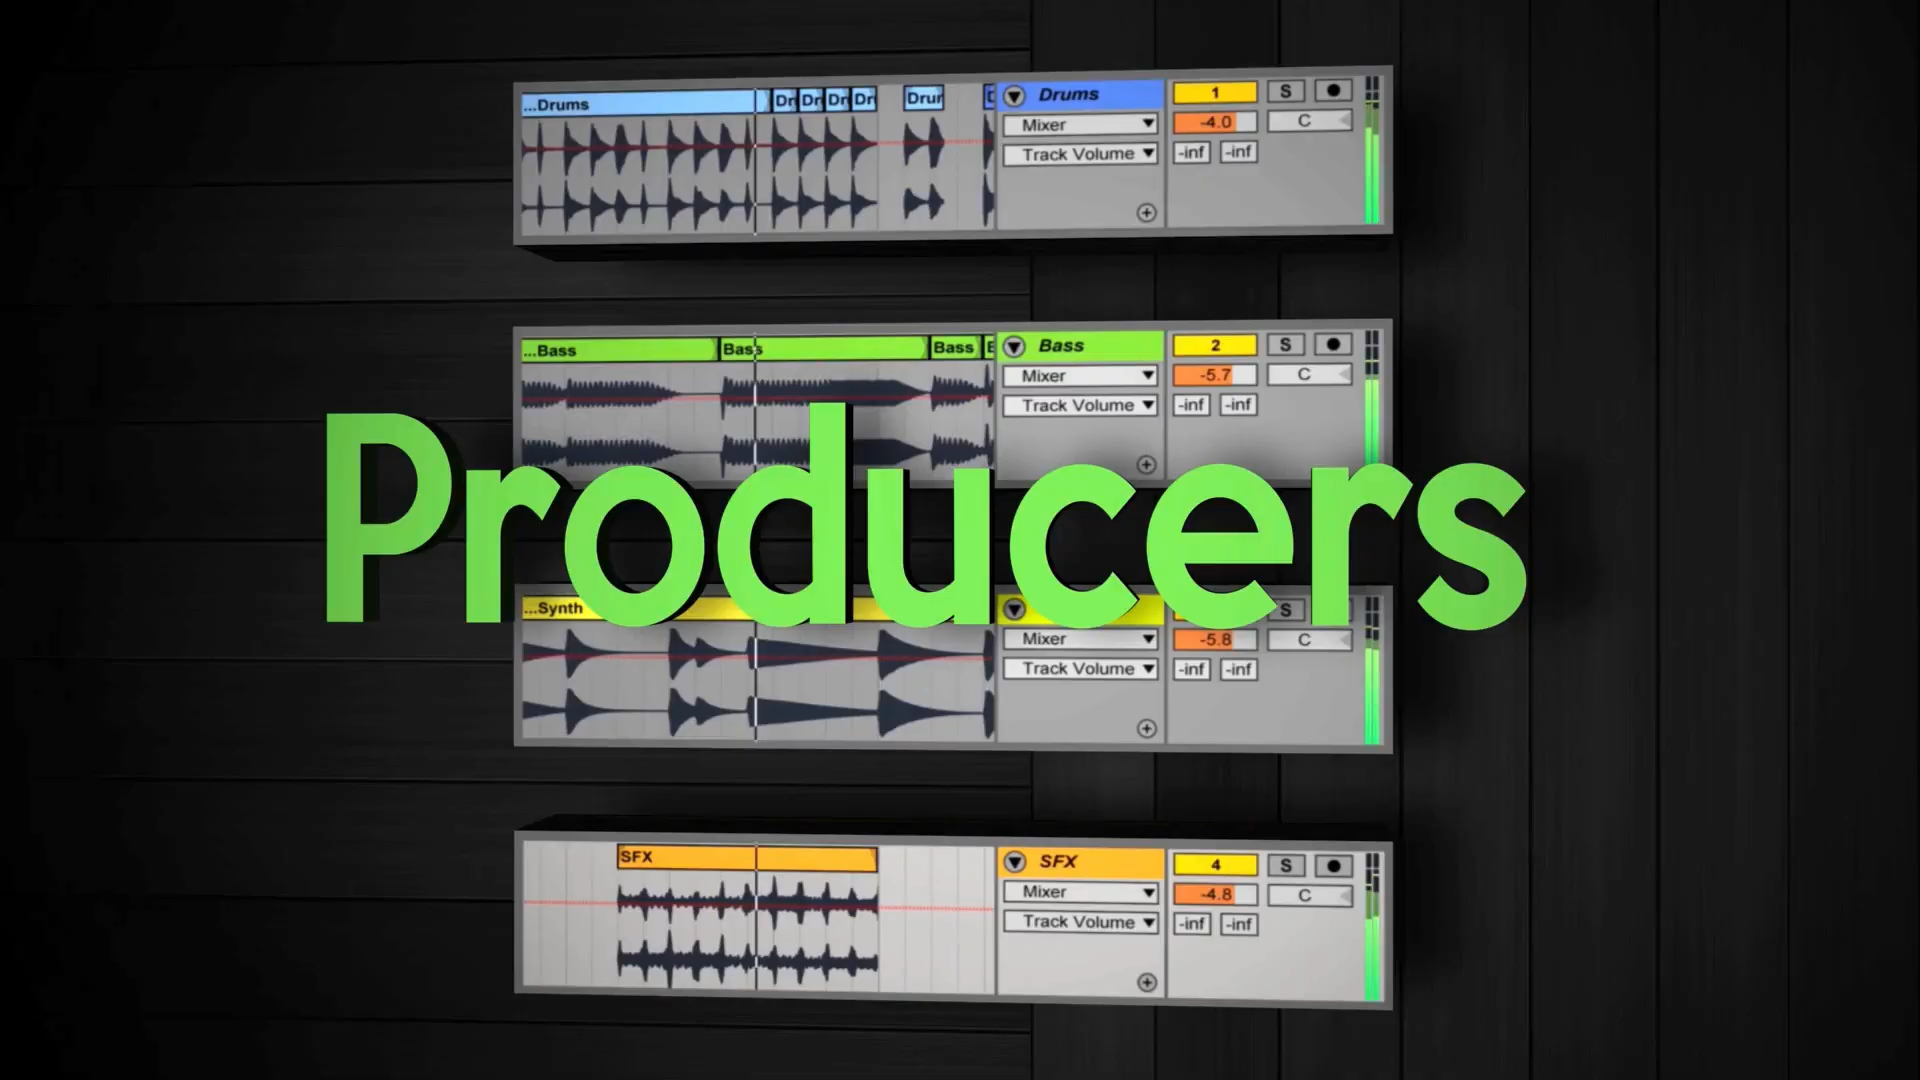 ...Drums Dr Dr Dr Dr Drur Drums 1 S
Mixer -4.0 C
Track Volume -inf -inf
...Bass Bass Bass Bass 2 S
Mixer -5.7 C
Track Volume -inf -inf
Producers
...Synth S
Mixer -5.8 C
Track Volume -inf -inf
SFX SFX 4 S
Mixer -4.8 C
Track Volume -inf -inf